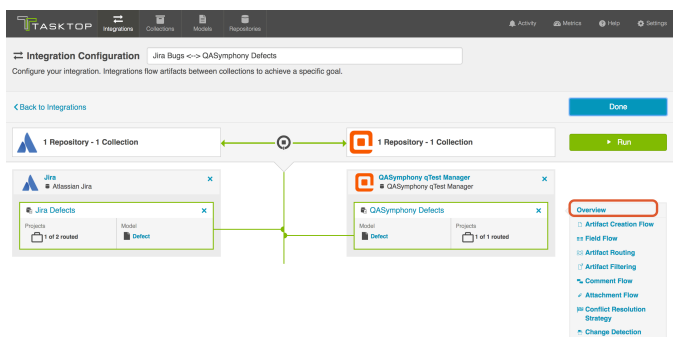 TASKTOP
Integrations
Collections
Models
Repositories
Activity
Metrics
Help
Settings
Integration Configuration
Jira Bugs <--> QASymphony Defects
Configure your integration. Integrations flow artifacts between collections to achieve a specific goal.
Back to Integrations
Done
1 Repository - 1 Collection
1 Repository - 1 Collection
Run
Jira
Atlassian Jira
Jira Defects
Projects
Model
1 of 2 routed
Defect
QASymphony qTest Manager
QASymphony qTest Manager
QASymphony Defects
Model
Projects
Defect
1 of 1 routed
Overview
Artifact Creation Flow
Field Flow
Artifact Routing
Artifact Filtering
Comment Flow
Attachment Flow
Conflict Resolution
Strategy
Change Detection